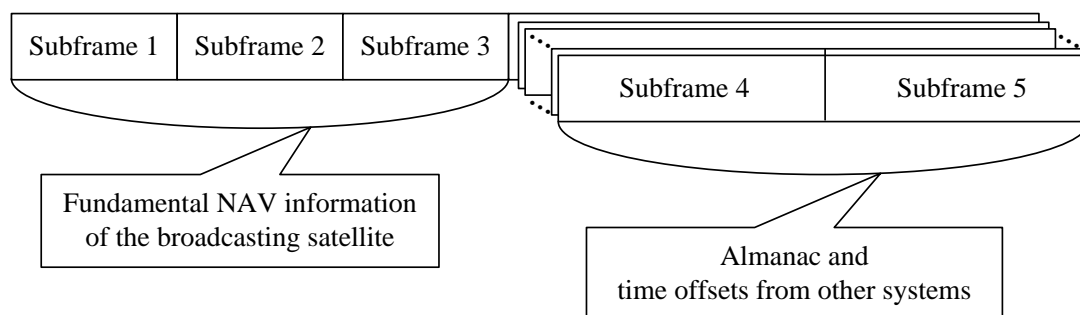 Subframe 1 Subframe 2 Subframe 3
Subframe 4 Subframe 5
Fundamental NAV information
of the broadcasting satellite
Almanac and
time offsets from other systems